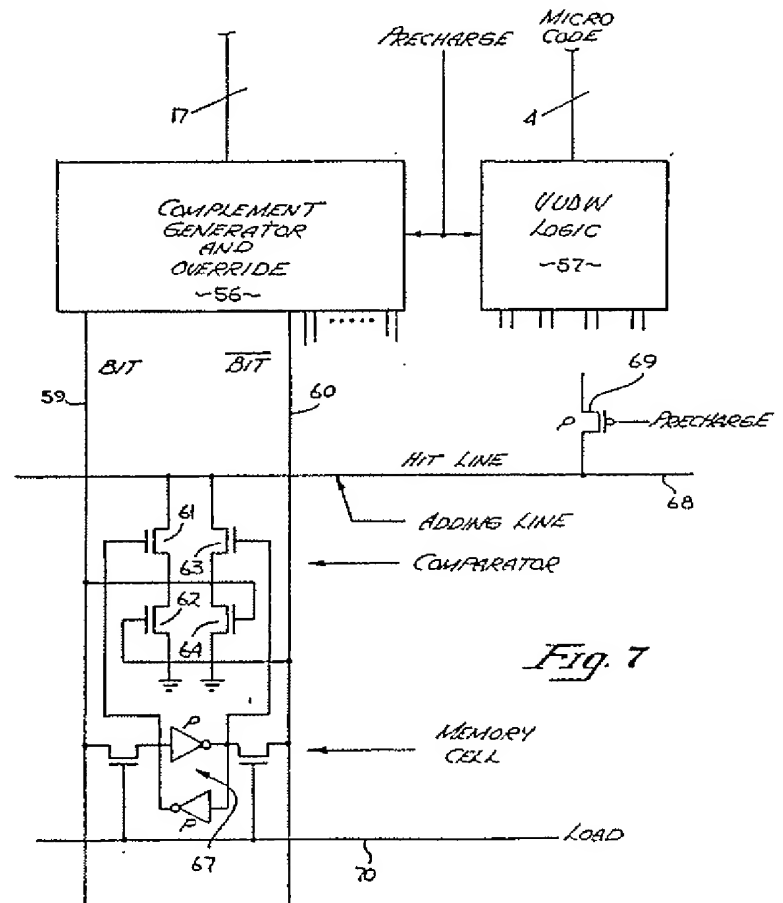 PRECHARGE
MICRO
CODE
17
4
COMPLEMENT
GENERATOR
AND
OVERRIDE
~56~
VUDW
LOGIC
~57~
BIT
BIT
59
60
69
P
PRECHARGE
HIT LINE
68
ADDING LINE
61
63
COMPARATOR
62
64
Fig. 7
P
MEMORY
CELL
P
67
LOAD
70